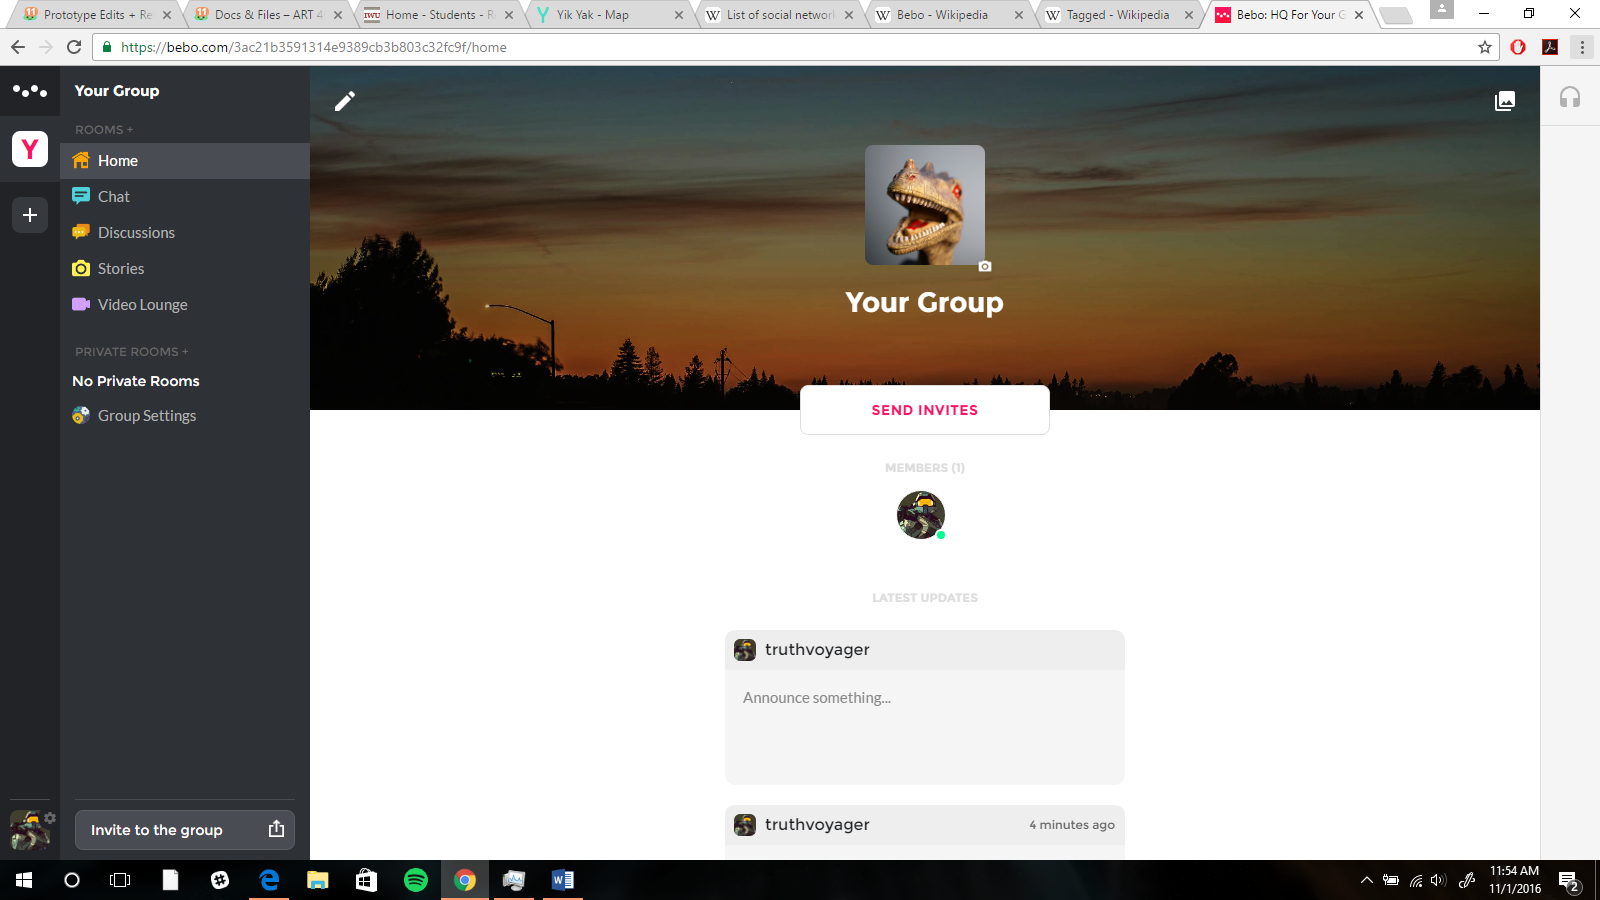 Prototype Edits + Re
Docs & Files – ART 4
IWU
Home - Students - R
Yik Yak - Map
W
List of social network
W
Bebo - Wikipedia
W
Tagged - Wikipedia
Bebo: HQ For Your G
https://bebo.com/3ac21b3591314e9389cb3b803c32fc9f/home
Y
Your Group
ROOMS +
Home
Chat
Discussions
Stories
Video Lounge
PRIVATE ROOMS +
No Private Rooms
Group Settings
Invite to the group
Your Group
SEND INVITES
MEMBERS (1)
LATEST UPDATES
truthvoyager
Announce something...
truthvoyager
4 minutes ago
11:54 AM
11/1/2016
2